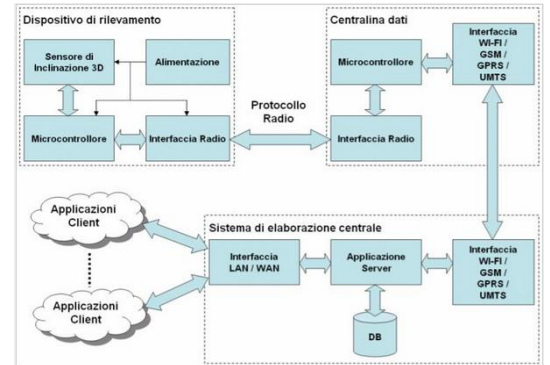 Dispositivo di rilevamento
Sensore di
Inclinazione 3D
Alimentazione
Microcontrollore
Interfaccia Radio
Protocollo
Radio
Centralina dati
Microcontrollore
Interfaccia
WI-FI /
GSM /
GPRS /
UMTS
Interfaccia Radio
Applicazioni
Client
Applicazioni
Client
Sistema di elaborazione centrale
Interfaccia
LAN / WAN
Applicazione
Server
Interfaccia
WI-FI /
GSM /
GPRS /
UMTS
DB